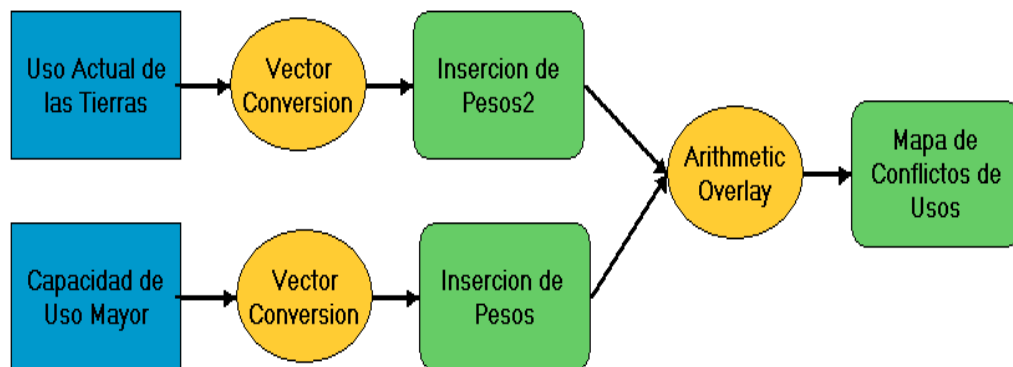 Uso Actual de
las Tierras
Vector
Conversion
Insercion de
Pesos2
Arithmetic
Overlay
Mapa de
Conflictos de
Usos
Capacidad de
Uso Mayor
Vector
Conversion
Insercion de
Pesos